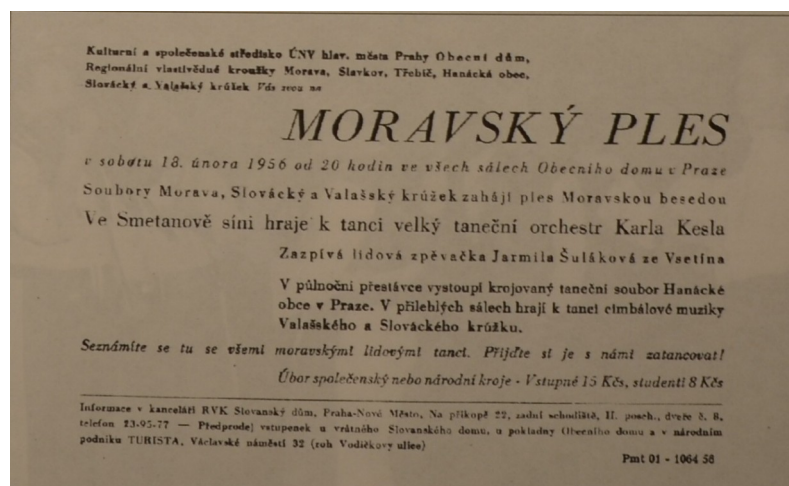 Kulturní a společenské středisko ÚNV hlav. města Prahy Obecní dům,
Regionální vlastivědné kroužky Morava, Slavkov, Třebíč, Hanácká obec,
Slovácký a Valašský krúžek Vás zvou na
MORAVSKÝ PLES
v sobotu 18. února 1956 od 20 hodin ve všech sálech Obecního domu v Praze
Soubory Morava, Slovácký a Valašský krúžek zahájí ples Moravskou besedou
Ve Smetanově síni hraje k tanci velký taneční orchestr Karla Kesla
Zazpívá lidová zpěvačka Jarmila Šuláková ze Vsetína
V půlnoční přestávce vystoupí krojovaný taneční soubor Hanácké
obce v Praze. V přilehlých sálech hrají k tanci cimbálové muziky
Valašského a Slováckého krúžku.
Seznámíte se tu se všemi moravskými lidovými tanci. Přijďte si je s námi zatancovat!
Úbor společenský nebo národní kroje - Vstupné 15 Kčs, studenti 8 Kčs
Informace v kanceláři RVK Slovanský dům, Praha-Nové Město, Na příkopě 22, zadní schodiště, II. posch., dveře č. 8,
telefon 23-95-77 — Předprodej vstupenek u vrátného Slovanského domu, u pokladny Obecního domu a v národním
podniku TURISTA, Václavské náměstí 32 (roh Vodičkovy ulice)
Pmt 01 - 1064 56